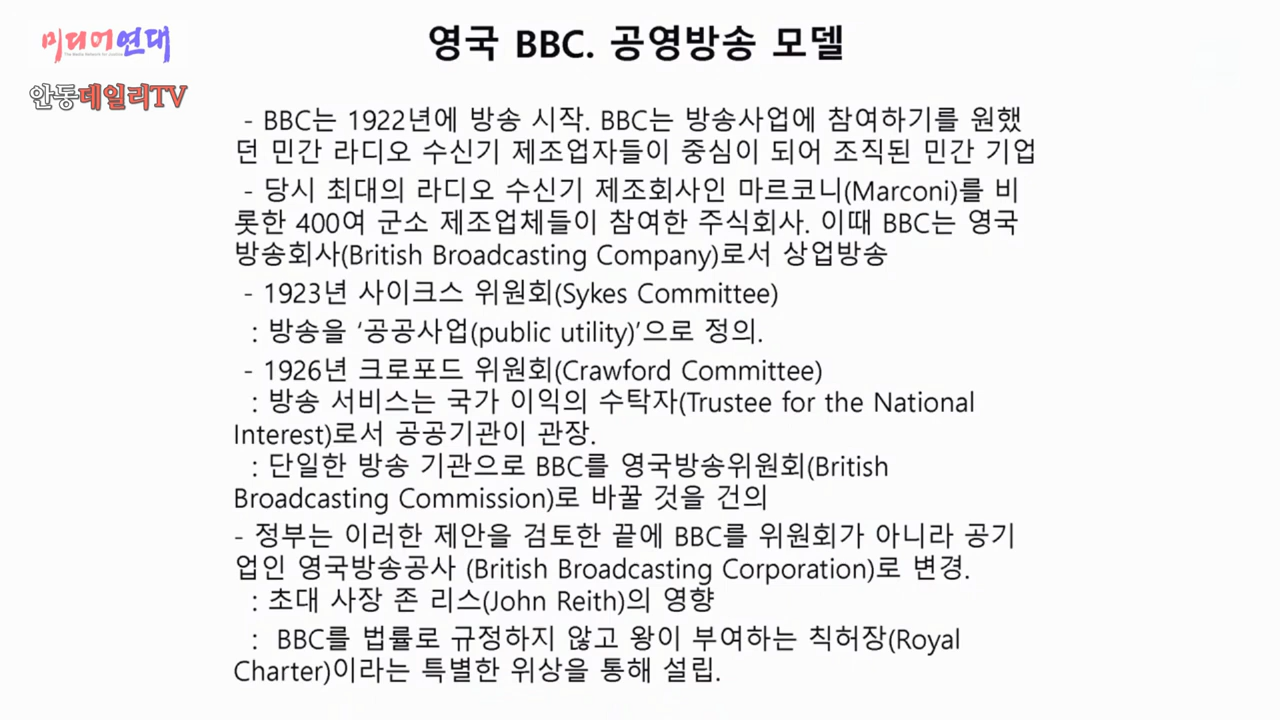 미디어연대
The Media Network for Justice
안동데일리TV
영국 BBC. 공영방송 모델
- BBC는 1922년에 방송 시작. BBC는 방송사업에 참여하기를 원했
던 민간 라디오 수신기 제조업자들이 중심이 되어 조직된 민간 기업
- 당시 최대의 라디오 수신기 제조회사인 마르코니(Marconi)를 비
롯한 400여 군소 제조업체들이 참여한 주식회사. 이때 BBC는 영국
방송회사(British Broadcasting Company)로서 상업방송
- 1923년 사이크스 위원회(Sykes Committee)
: 방송을 ‘공공사업(public utility)’으로 정의.
- 1926년 크로포드 위원회(Crawford Committee)
: 방송 서비스는 국가 이익의 수탁자(Trustee for the National
Interest)로서 공공기관이 관장.
: 단일한 방송 기관으로 BBC를 영국방송위원회(British
Broadcasting Commission)로 바꿀 것을 건의
- 정부는 이러한 제안을 검토한 끝에 BBC를 위원회가 아니라 공기
업인 영국방송공사 (British Broadcasting Corporation)로 변경.
: 초대 사장 존 리스(John Reith)의 영향
: BBC를 법률로 규정하지 않고 왕이 부여하는 칙허장(Royal
Charter)이라는 특별한 위상을 통해 설립.